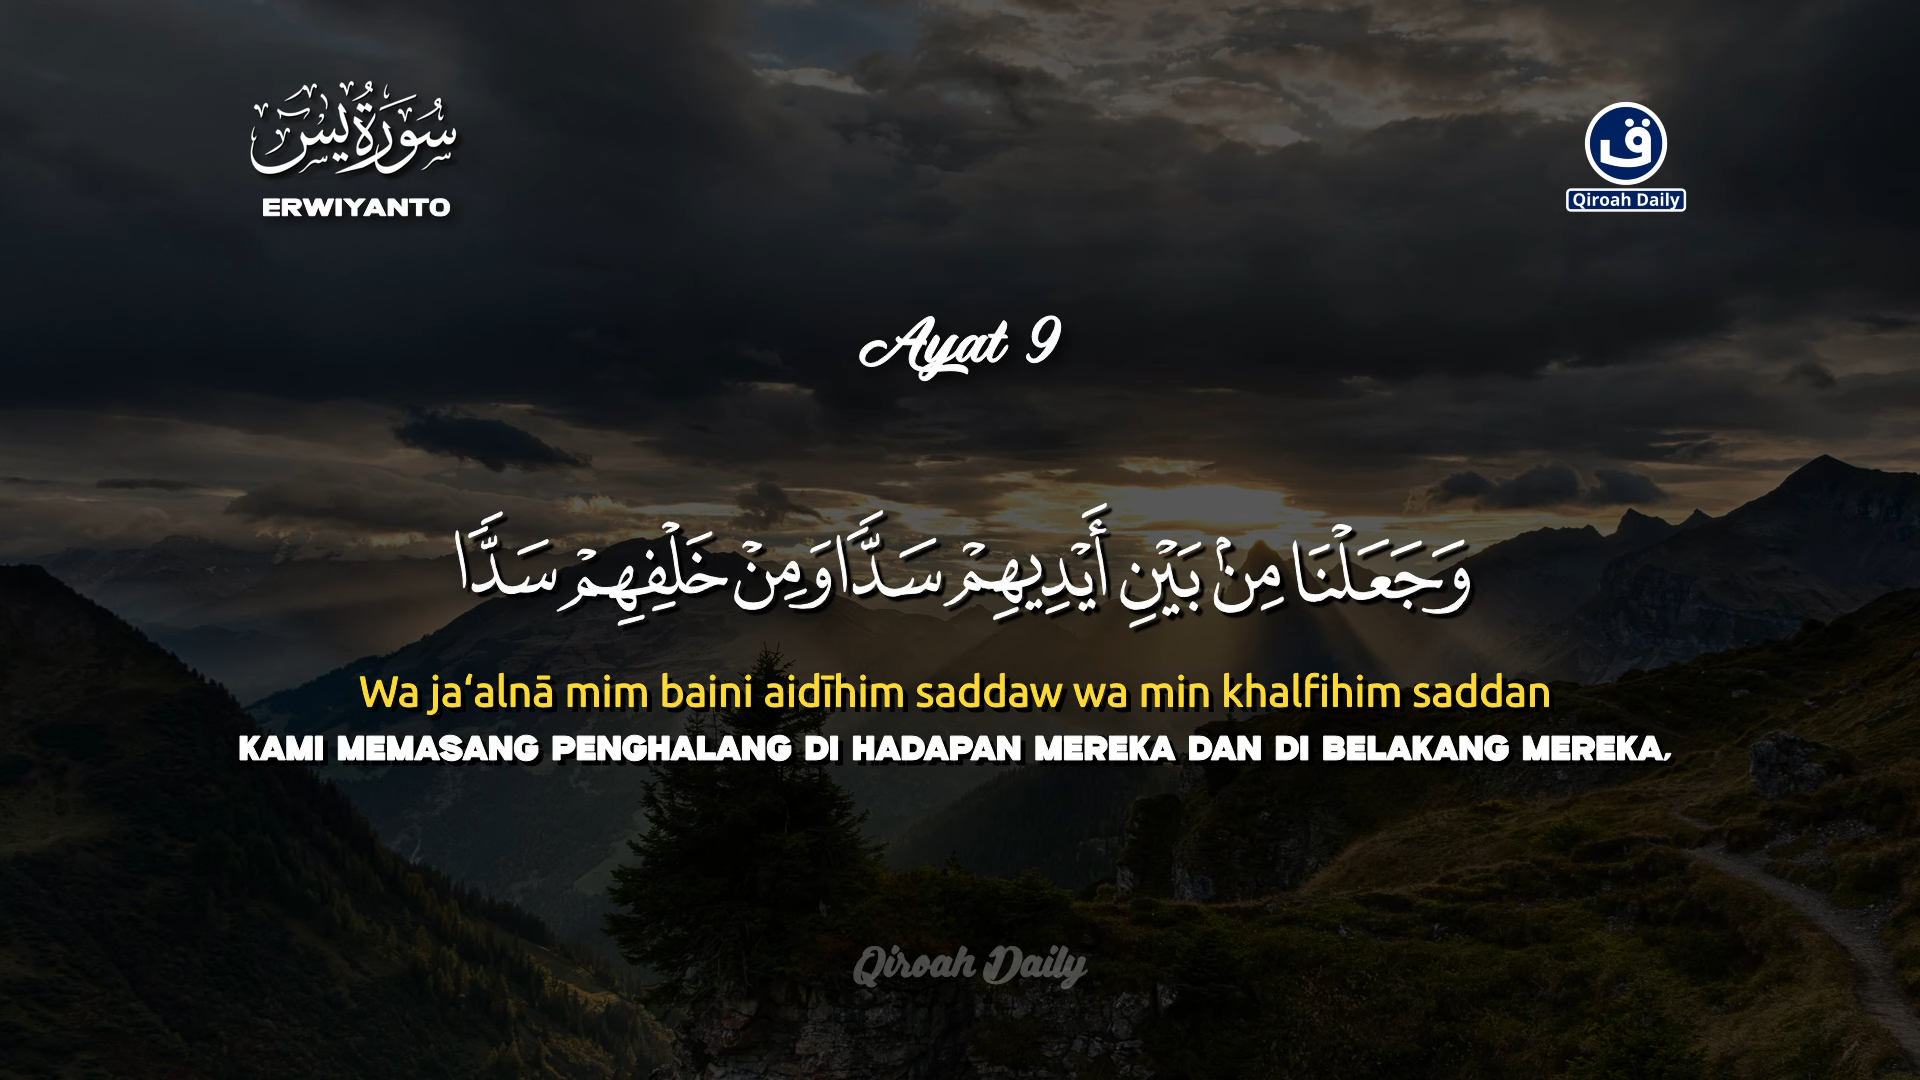 سُورَةُ يسٓ
ERWIYANTO
ق
Qiroah Daily
Ayat 9
وَجَعَلْنَا مِنْۢ بَيْنِ أَيْدِيهِمْ سَدًّا وَمِنْ خَلْفِهِمْ سَدًّا
Wa ja‘alnā mim baini aidīhim saddaw wa min khalfihim saddan
KAMI MEMASANG PENGHALANG DI HADAPAN MEREKA DAN DI BELAKANG MEREKA,
Qiroah Daily